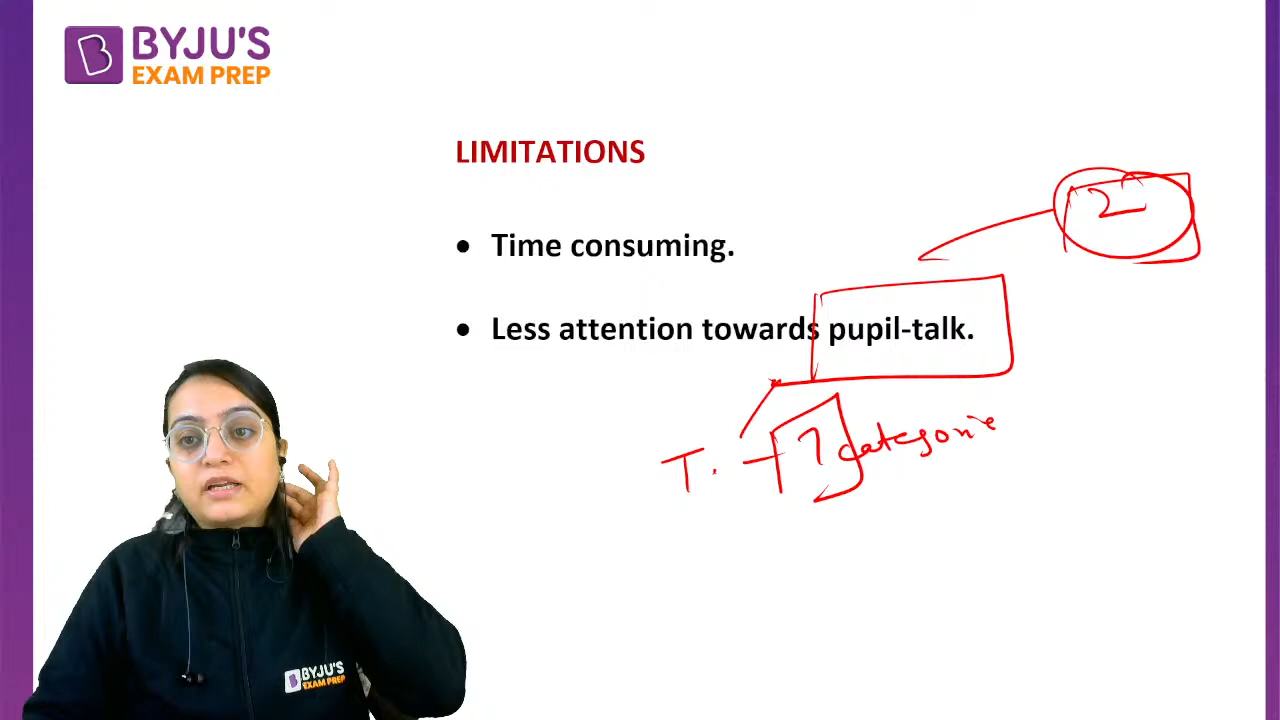 BYJU'S
EXAM PREP
LIMITATIONS
2
• Time consuming.
• Less attention towards pupil-talk.
T. - 7 categorie
BYJU'S
EXAM PREP